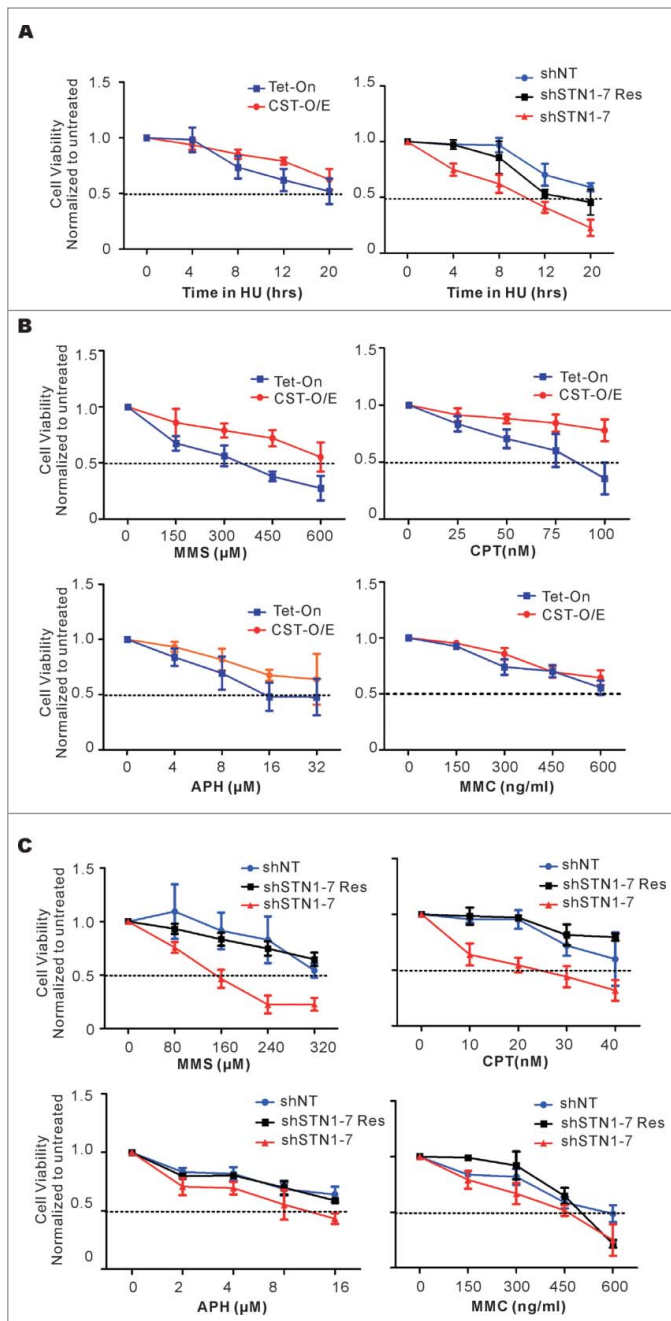 A
Cell Viability
Normalized to untreated
1.5
1.0
0.5
0
Tet-On
CST-O/E
0 4 8 12 20
Time in HU (hrs)
1.5
1.0
0.5
0
shNT
shSTN1-7 Res
shSTN1-7
0 4 8 12 20
Time in HU (hrs)
B
Cell Viability
Normalized to untreated
1.5
1.0
0.5
0
Tet-On
CST-O/E
0 150 300 450 600
MMS (µM)
1.5
1.0
0.5
0
Tet-On
CST-O/E
0 25 50 75 100
CPT(nM)
Cell Viability
Normalized to untreated
1.5
1.0
0.5
0
Tet-On
CST-O/E
0 4 8 16 32
APH (µM)
1.5
1.0
0.5
0
Tet-On
CST-O/E
0 150 300 450 600
MMC (ng/ml)
C
Cell Viability
Normalized to untreated
1.5
1.0
0.5
0
shNT
shSTN1-7 Res
shSTN1-7
0 80 160 240 320
MMS (µM)
shNT
shSTN1-7 Res
shSTN1-7
0 10 20 30 40
CPT(nM)
Cell Viability
Normalized to untreated
1.5
1.0
0.5
0
shNT
shSTN1-7 Res
shSTN1-7
0 2 4 8 16
APH (µM)
shNT
shSTN1-7 Res
shSTN1-7
0 150 300 450 600
MMC (ng/ml)